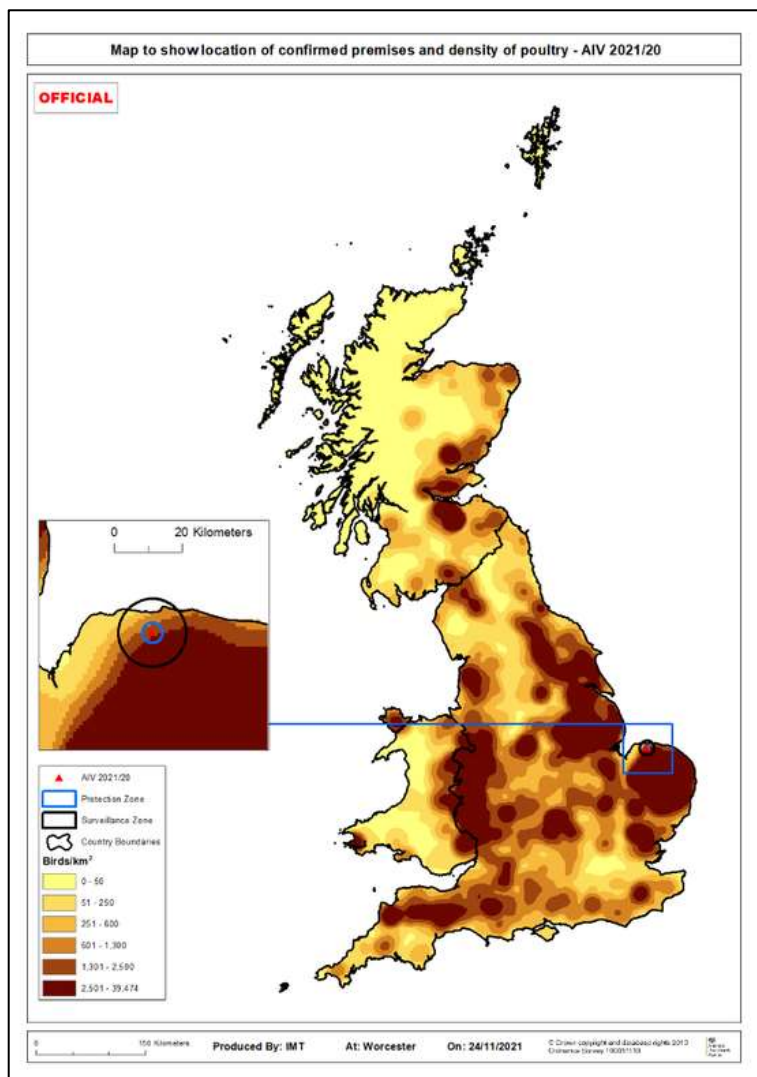 Map to show location of confirmed premises and density of poultry - AIV 2021/20
OFFICIAL
0 20 Kilometers
AIV 2021/20
Protection Zone
Surveillance Zone
Country Boundaries
Birds/km²
0 - 50
51 - 250
251 - 600
601 - 1,300
1,301 - 2,500
2,501 - 39,474
0 150 Kilometers
Produced By: IMT At: Worcester On: 24/11/2021
© Crown copyright and database rights
Ordnance Survey